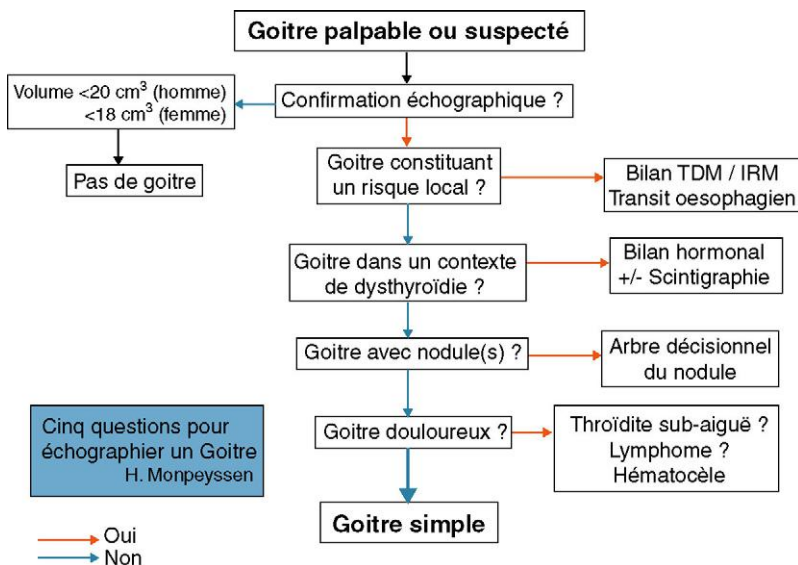 Goitre palpable ou suspecté
Volume <20 cm³ (homme)
<18 cm³ (femme)
Confirmation échographique ?
Pas de goitre
Goitre constituant
un risque local ?
Bilan TDM / IRM
Transit oesophagien
Goitre dans un contexte
de dysthyroïdie ?
Bilan hormonal
+/- Scintigraphie
Goitre avec nodule(s) ?
Arbre décisionnel
du nodule
Cinq questions pour
échographier un Goitre
H. Monpeyssen
Goitre douloureux ?
Throïdite sub-aiguë ?
Lymphome ?
Hématocèle
Goitre simple
Oui
Non